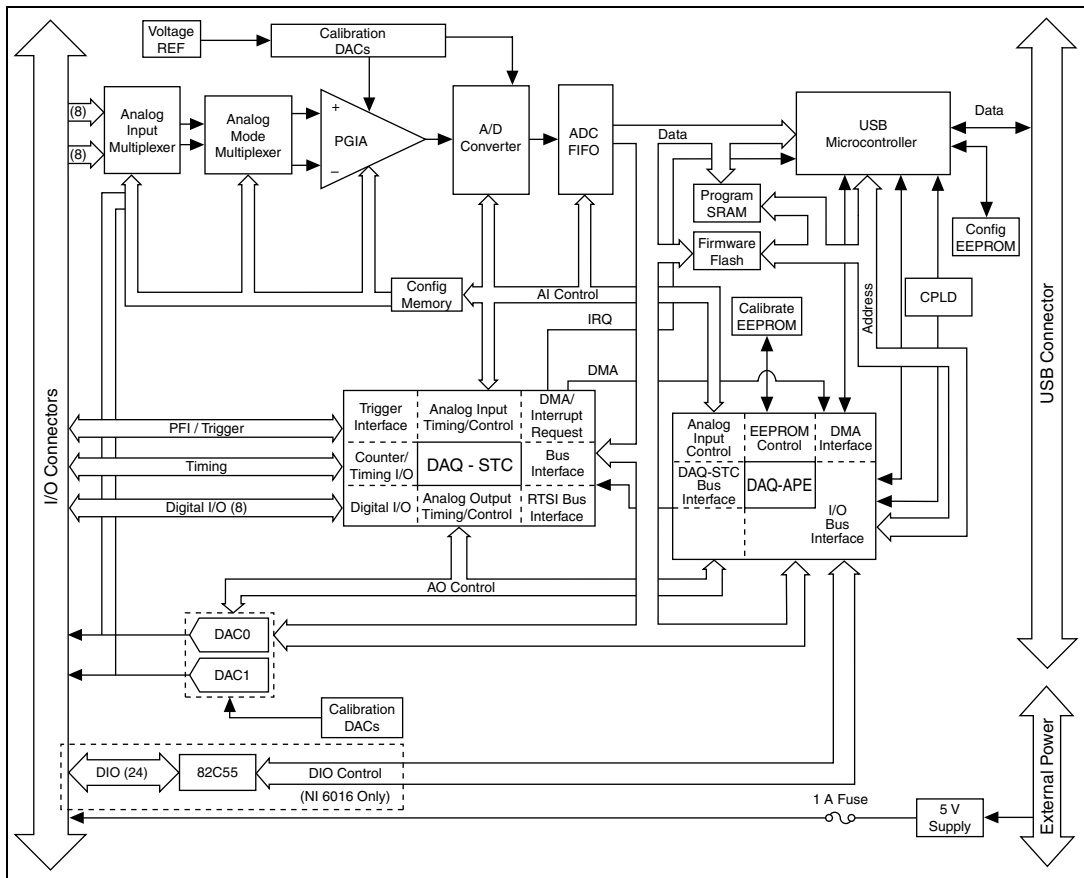 Voltage
REF
Calibration
DACs
(8)
(8)
Analog
Input
Multiplexer
Analog
Mode
Multiplexer
+
PGIA
–
A/D
Converter
ADC
FIFO
Data
USB
Microcontroller
Data
Program
SRAM
Firmware
Flash
Config
EEPROM
Config
Memory
AI Control
IRQ
Calibrate
EEPROM
Address
CPLD
DMA
I/O Connectors
USB Connector
PFI / Trigger
Timing
Digital I/O (8)
Trigger
Interface
Analog Input
Timing/Control
DMA/
Interrupt
Request
Counter/
Timing I/O
DAQ - STC
Bus
Interface
Digital I/O
Analog Output
Timing/Control
RTSI Bus
Interface
Analog
Input
Control
EEPROM
Control
DMA
Interface
DAQ-STC
Bus
Interface
DAQ-APE
I/O
Bus
Interface
AO Control
DAC0
DAC1
Calibration
DACs
DIO (24)
82C55
DIO Control
(NI 6016 Only)
1 A Fuse
5 V
Supply
External Power